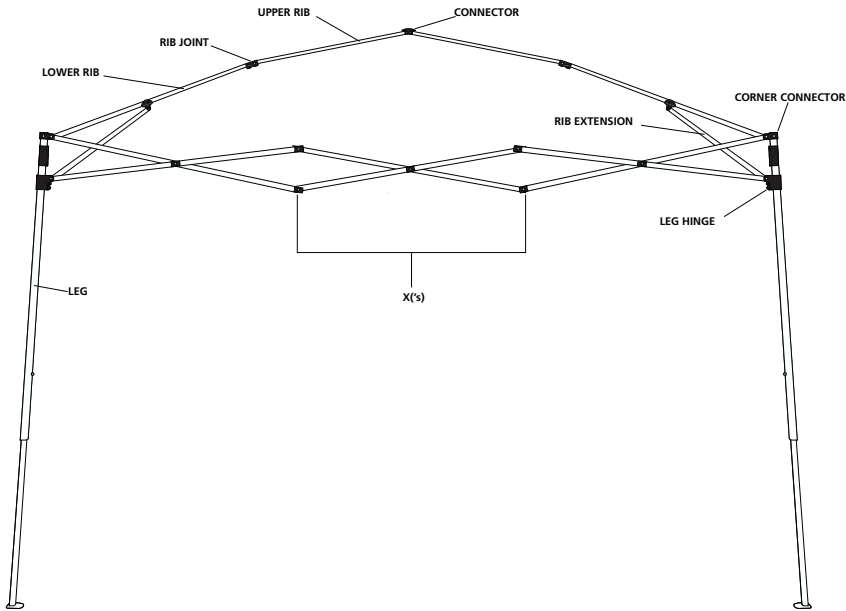 UPPER RIB
CONNECTOR
RIB JOINT
LOWER RIB
CORNER CONNECTOR
RIB EXTENSION
LEG HINGE
LEG
X('s)